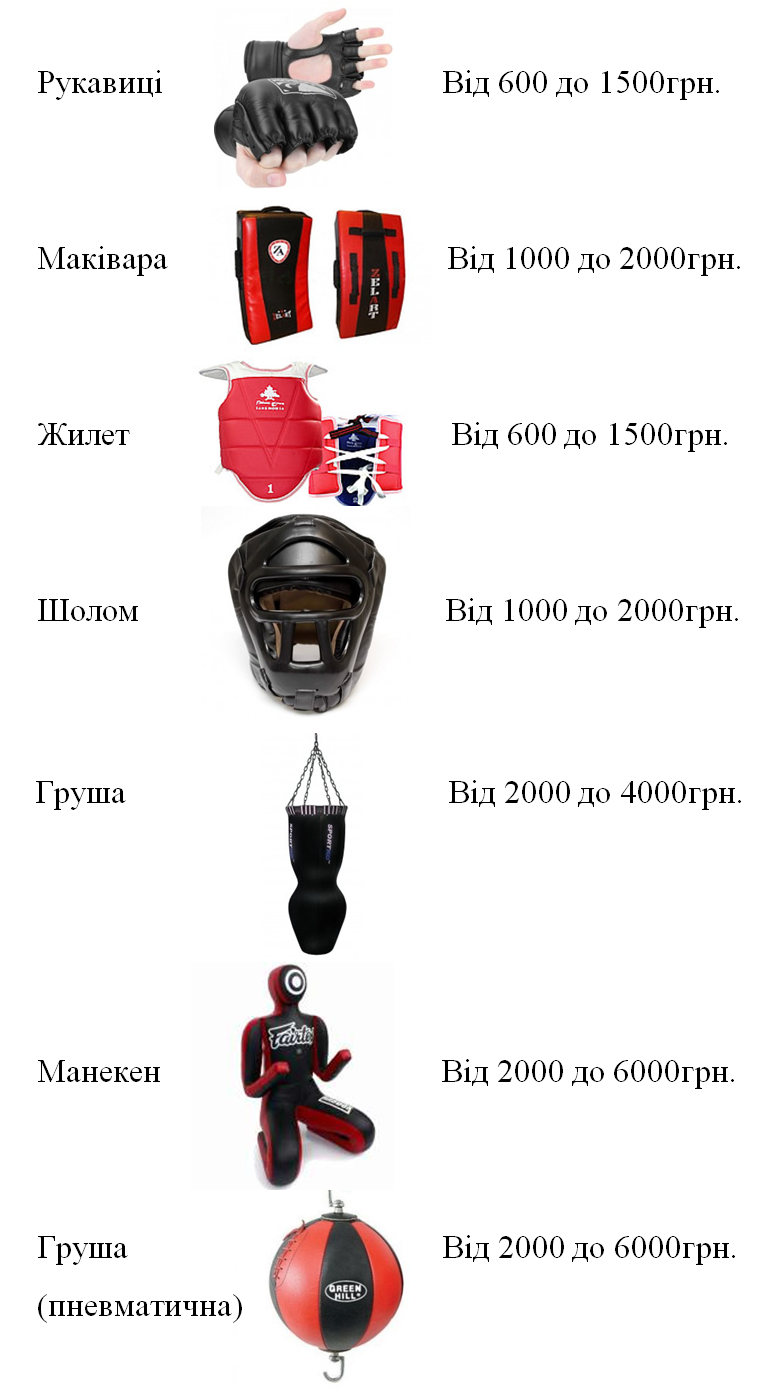 Рукавиці
Від 600 до 1500грн.
Маківара
ZELART
Від 1000 до 2000грн.
Жилет
1
Від 600 до 1500грн.
Шолом
Від 1000 до 2000грн.
Груша
SPORT
SPORT
Від 2000 до 4000грн.
Манекен
Fairtex
Від 2000 до 6000грн.
Груша
(пневматична)
GREEN
HILL
Від 2000 до 6000грн.